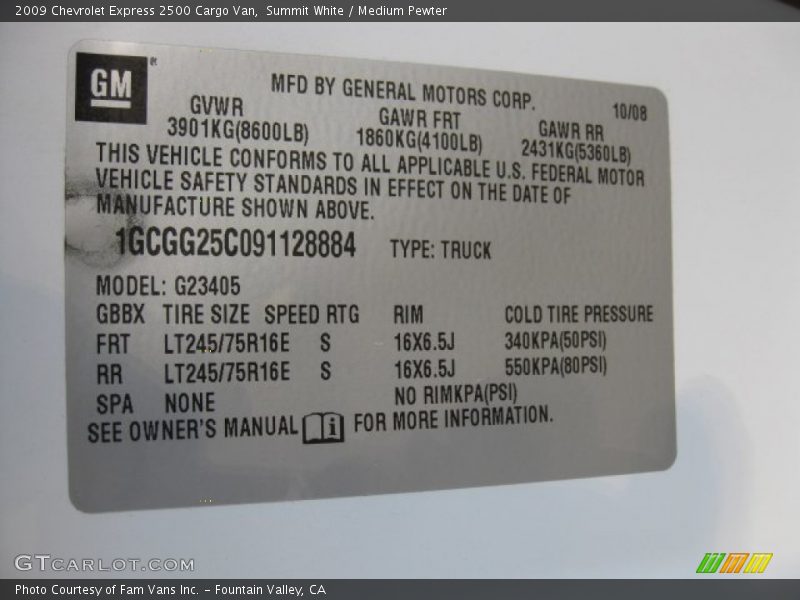 2009 Chevrolet Express 2500 Cargo Van,  Summit White / Medium Pewter
GM®
MFD BY GENERAL MOTORS CORP.
10/08
GVWR GAWR FRT GAWR RR
3901KG(8600LB) 1860KG(4100LB) 2431KG(5360LB)
THIS VEHICLE CONFORMS TO ALL APPLICABLE U.S. FEDERAL MOTOR
VEHICLE SAFETY STANDARDS IN EFFECT ON THE DATE OF
MANUFACTURE SHOWN ABOVE.
1GCGG25C091128884 TYPE: TRUCK
MODEL: G23405
GBBX TIRE SIZE SPEED RTG RIM COLD TIRE PRESSURE
FRT LT245/75R16E S 16X6.5J 340KPA(50PSI)
RR LT245/75R16E S 16X6.5J 550KPA(80PSI)
SPA NONE NO RIMKPA(PSI)
SEE OWNER'S MANUAL i FOR MORE INFORMATION.
GTCARLOT.COM
Photo Courtesy of Fam Vans Inc. – Fountain Valley, CA